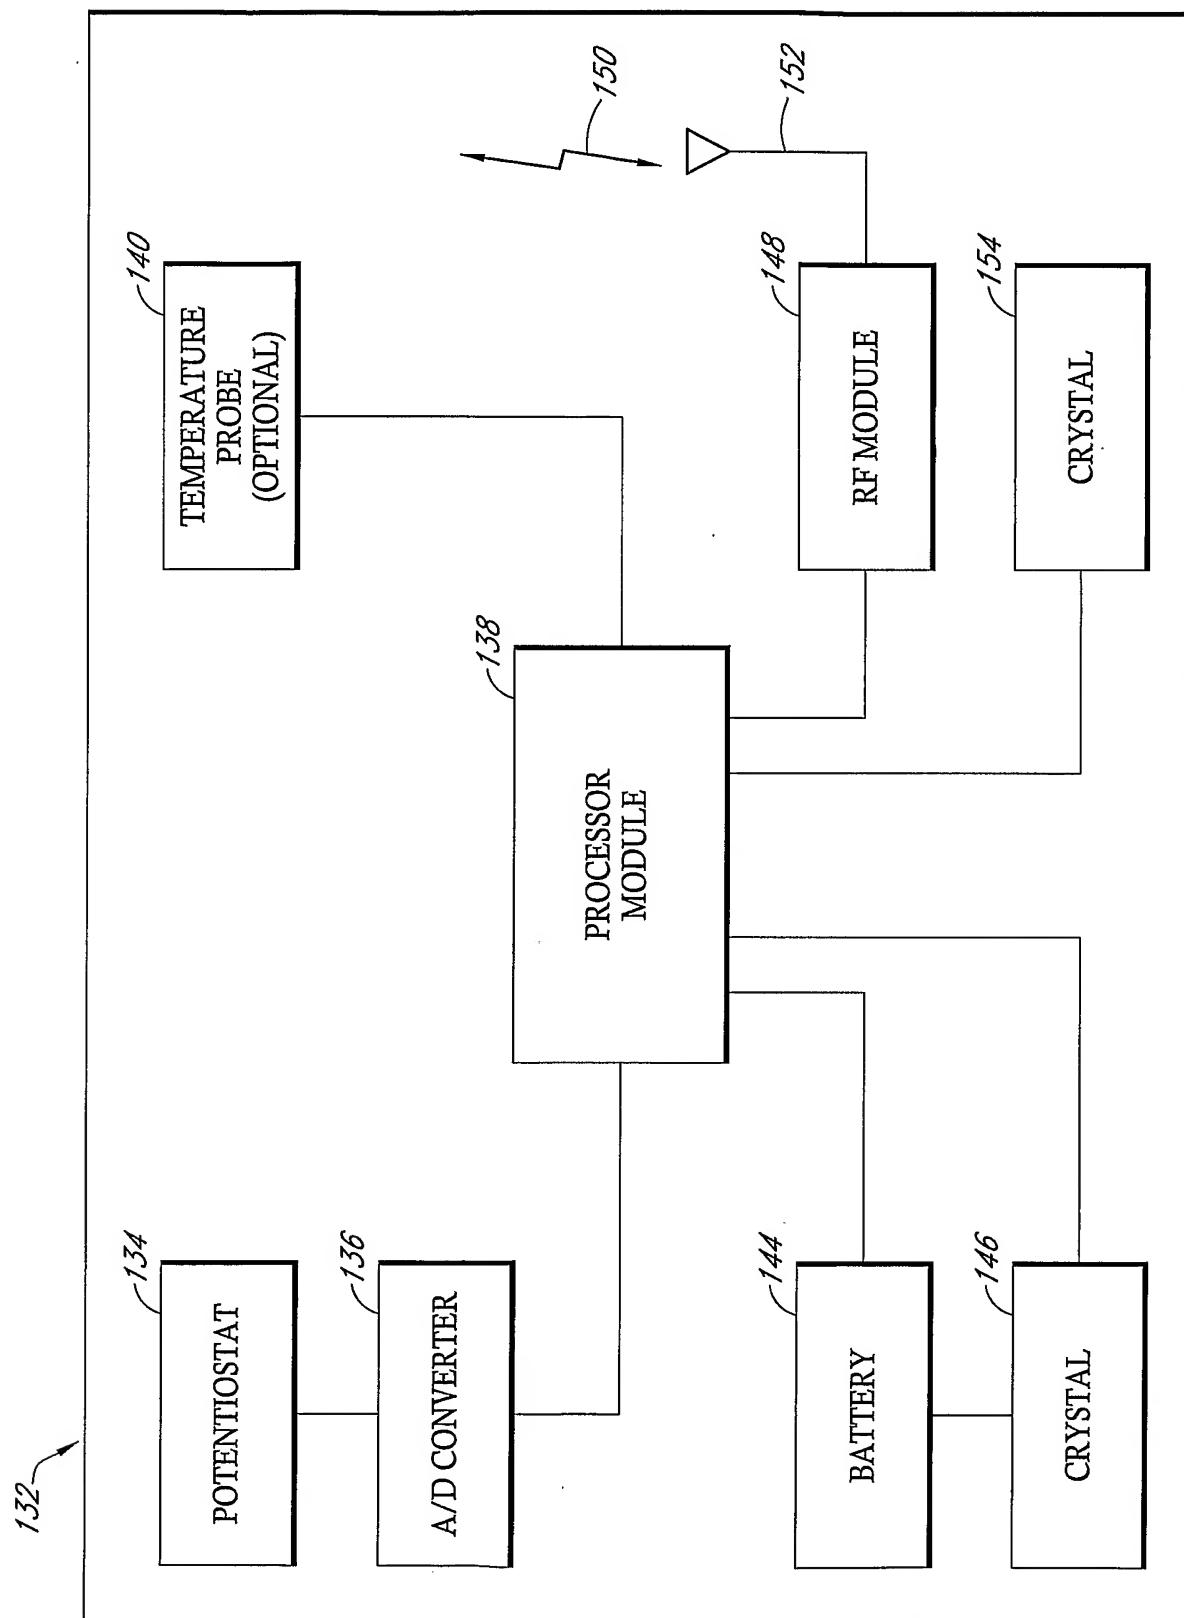 132
134
POTENTIOSTAT
136
A/D CONVERTER
138
PROCESSOR
MODULE
140
TEMPERATURE
PROBE
(OPTIONAL)
150
152
144
BATTERY
146
CRYSTAL
148
RF MODULE
154
CRYSTAL